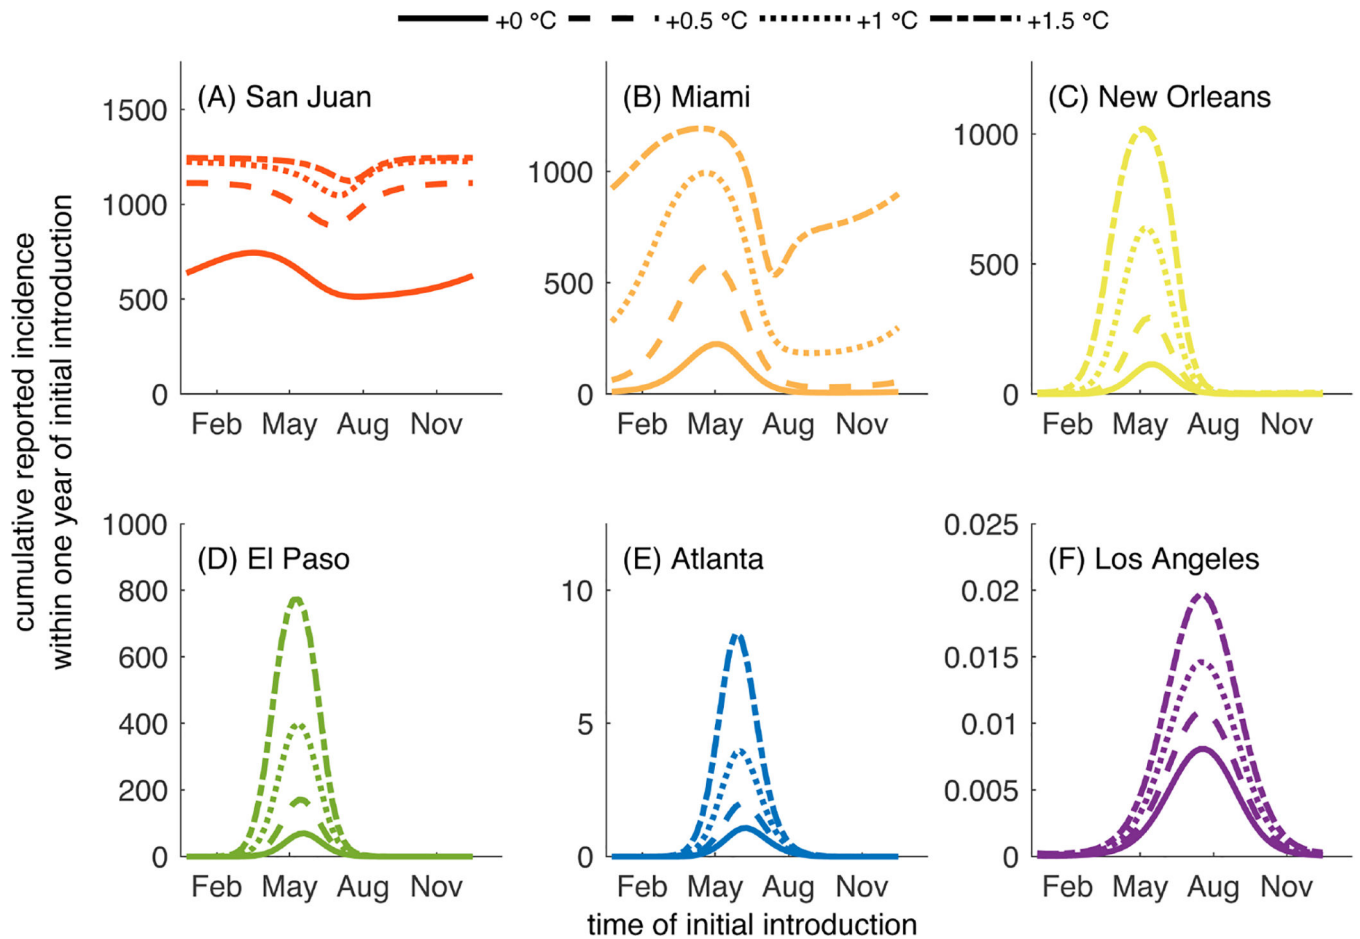 +0 °C +0.5 °C +1 °C +1.5 °C
cumulative reported incidence
within one year of initial introduction
(A) San Juan
1500
1000
500
0
Feb May Aug Nov
(B) Miami
1000
500
0
Feb May Aug Nov
(C) New Orleans
1000
500
0
Feb May Aug Nov
(D) El Paso
1000
800
600
400
200
0
Feb May Aug Nov
(E) Atlanta
10
5
0
Feb May Aug Nov
(F) Los Angeles
0.025
0.02
0.015
0.01
0.005
0
Feb May Aug Nov
time of initial introduction